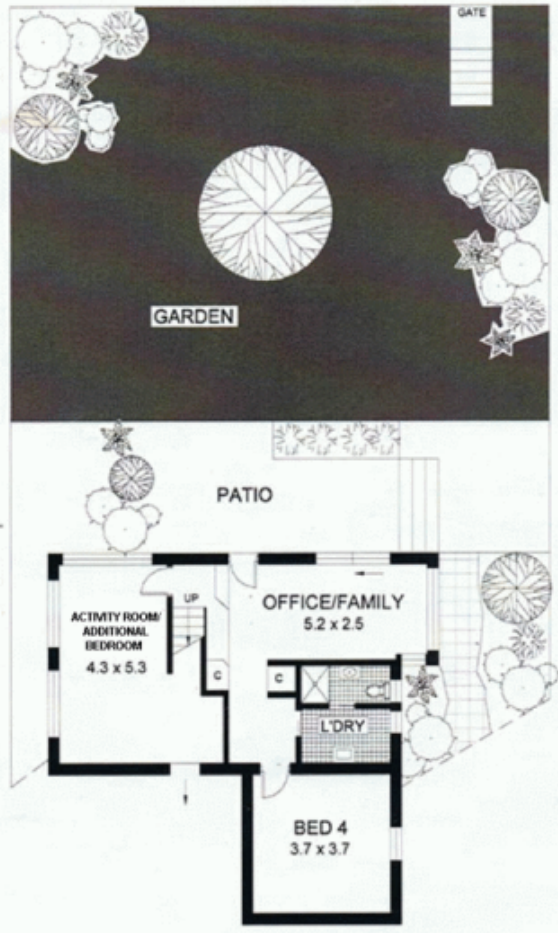 GATE
GARDEN
PATIO
UP
OFFICE/FAMILY
5.2 x 2.5
ACTIVITY ROOM/
ADDITIONAL
BEDROOM
4.3 x 5.3
C
C
L'DRY
BED 4
3.7 x 3.7